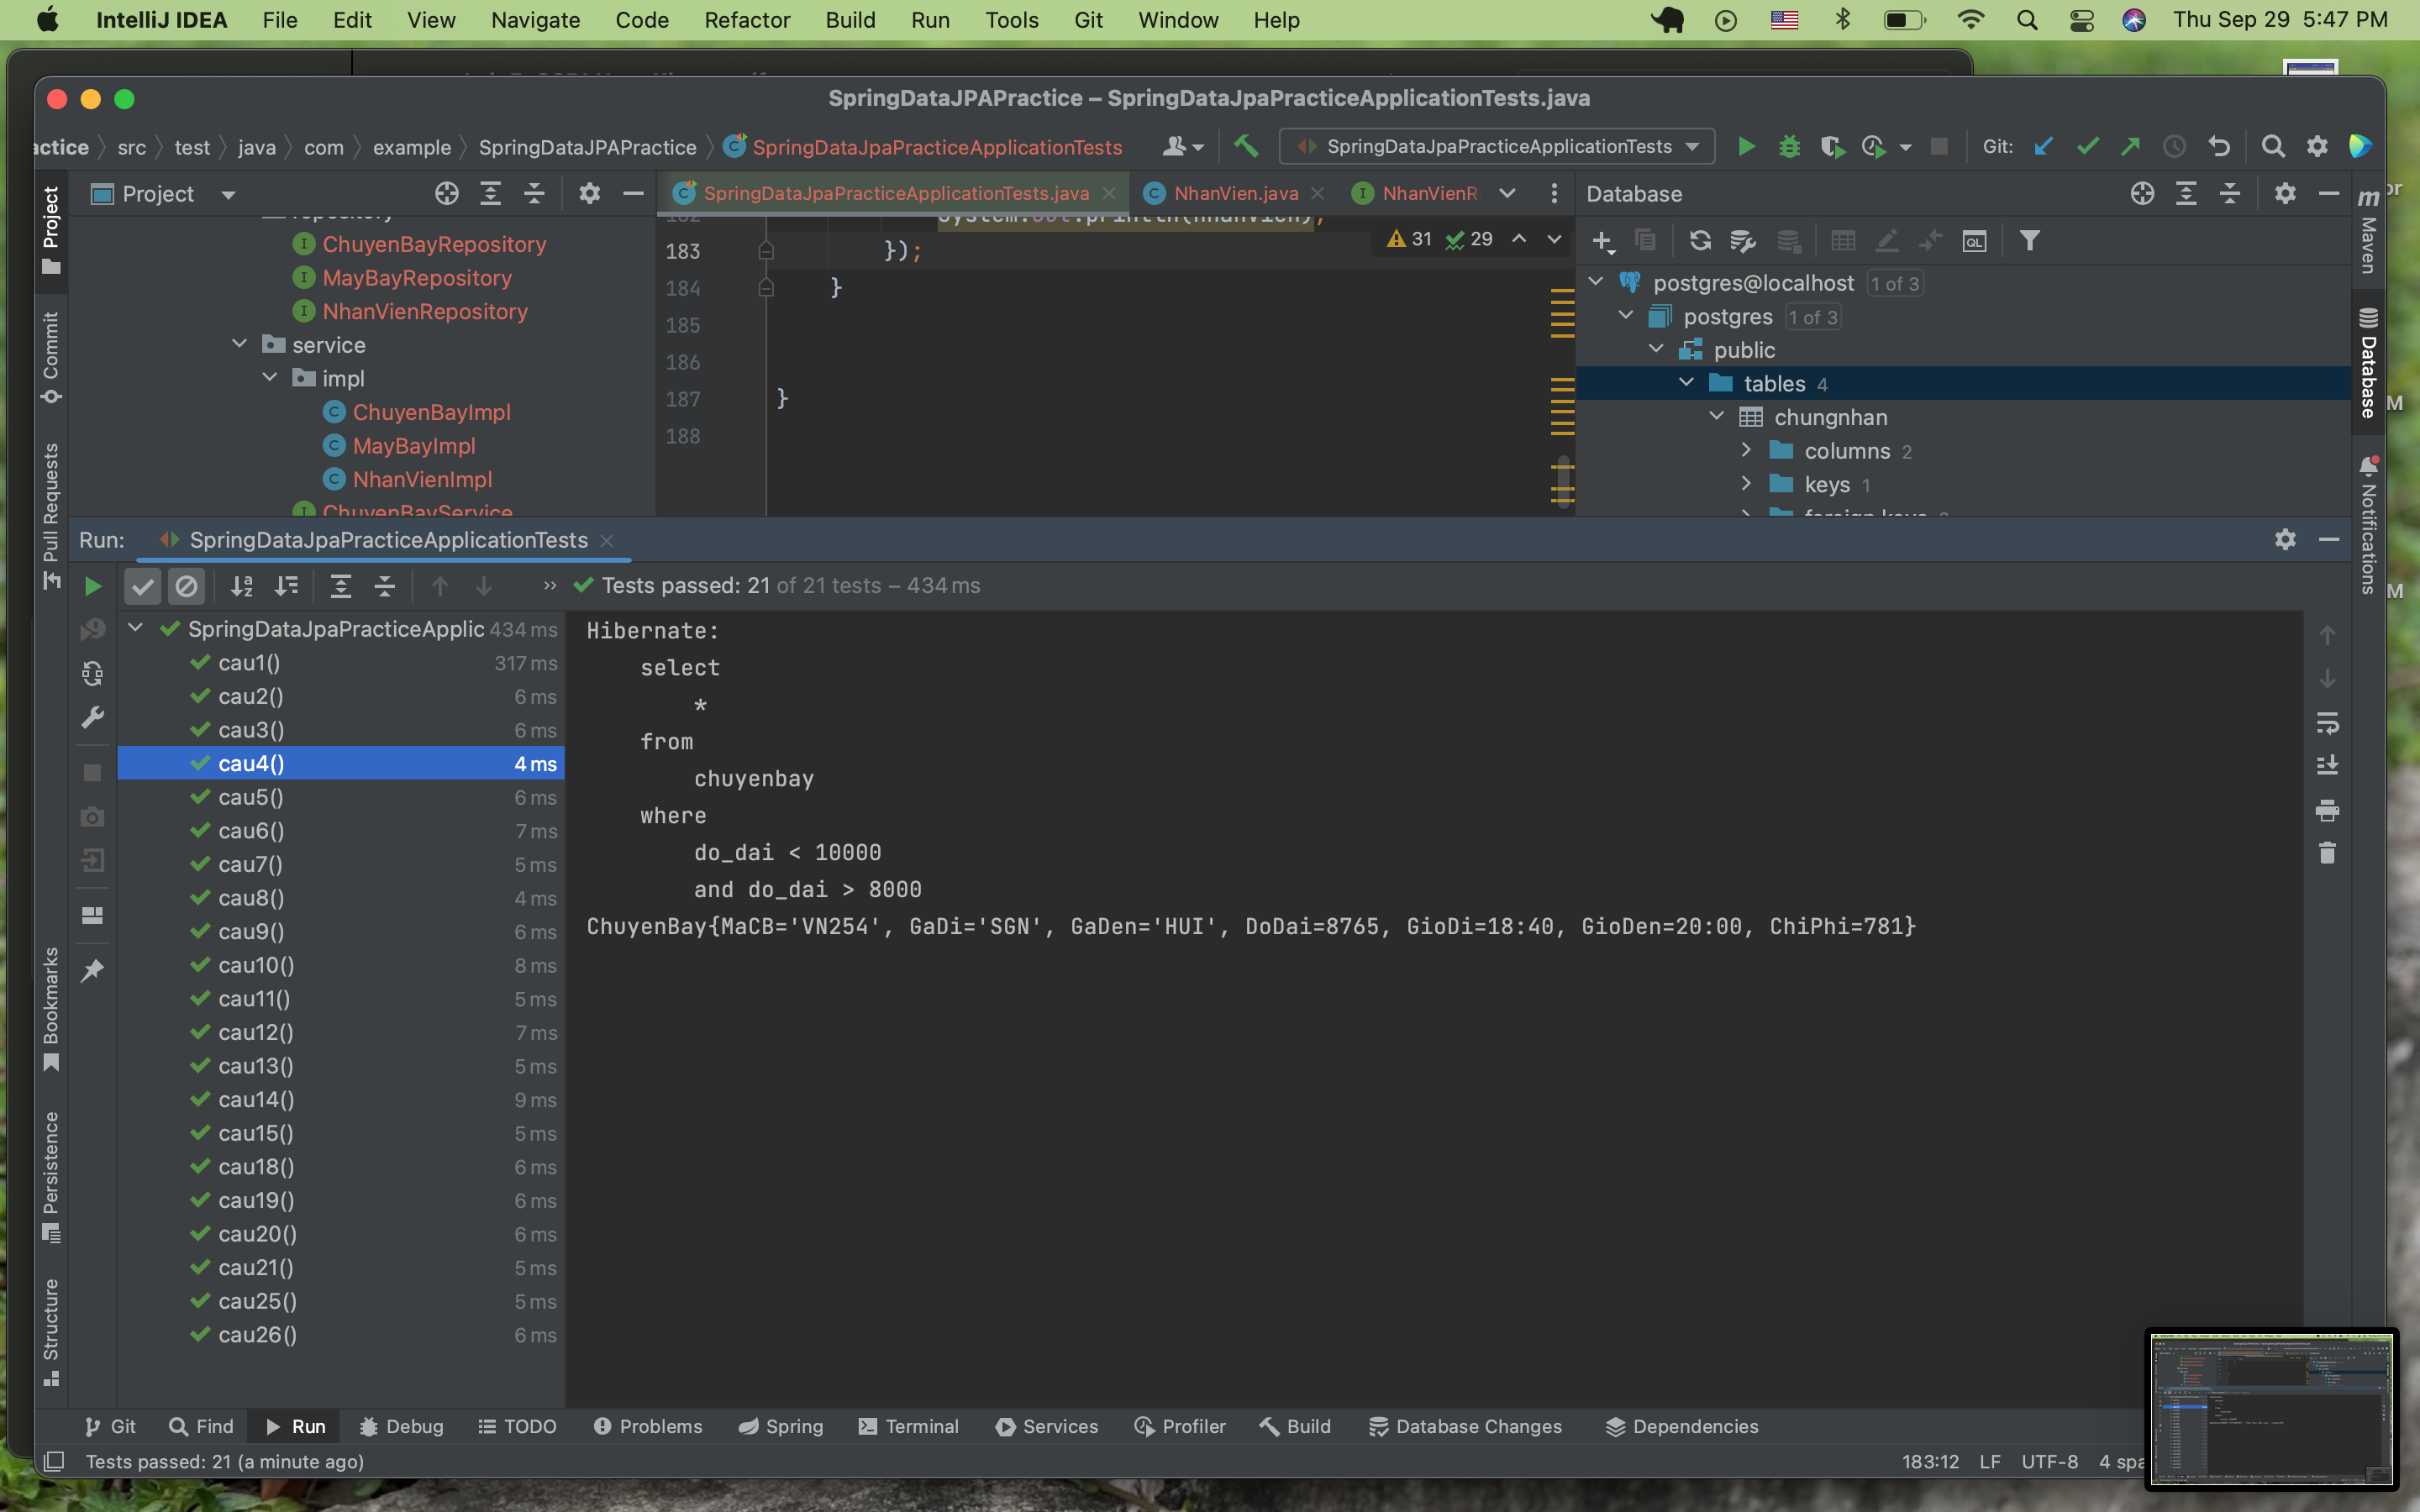 IntelliJ IDEA File Edit View Navigate Code Refactor Build Run Tools Git Window Help Thu Sep 29 5:47 PM
SpringDataJPAPractice – SpringDataJpaPracticeApplicationTests.java
actice src test java com example SpringDataJPAPractice SpringDataJpaPracticeApplicationTests SpringDataJpaPracticeApplicationTests Git:
Project SpringDataJpaPracticeApplicationTests.java NhanVien.java NhanVienR Database
repository
ChuyenBayRepository
MayBayRepository
NhanVienRepository
service
impl
ChuyenBayImpl
MayBayImpl
NhanVienImpl
ChuyenBayService
182 System.out.println(nhanVien);
183 });
184 }
185
186
187 }
188
31 29
postgres@localhost 1 of 3
postgres 1 of 3
public
tables 4
chungnhan
columns 2
keys 1
foreign keys
Project
Commit
Pull Requests
Bookmarks
Persistence
Structure
Maven
Database
Notifications
Run: SpringDataJpaPracticeApplicationTests
Tests passed: 21 of 21 tests – 434 ms
SpringDataJpaPracticeApplic 434 ms
cau1() 317 ms
cau2() 6 ms
cau3() 6 ms
cau4() 4 ms
cau5() 6 ms
cau6() 7 ms
cau7() 5 ms
cau8() 4 ms
cau9() 6 ms
cau10() 8 ms
cau11() 5 ms
cau12() 7 ms
cau13() 5 ms
cau14() 9 ms
cau15() 5 ms
cau18() 6 ms
cau19() 6 ms
cau20() 6 ms
cau21() 5 ms
cau25() 5 ms
cau26() 6 ms
Hibernate:
select
*
from
chuyenbay
where
do_dai < 10000
and do_dai > 8000
ChuyenBay{MaCB='VN254', GaDi='SGN', GaDen='HUI', DoDai=8765, GioDi=18:40, GioDen=20:00, ChiPhi=781}
Git Find Run Debug TODO Problems Spring Terminal Services Profiler Build Database Changes Dependencies
Tests passed: 21 (a minute ago) 183:12 LF UTF-8 4 spa